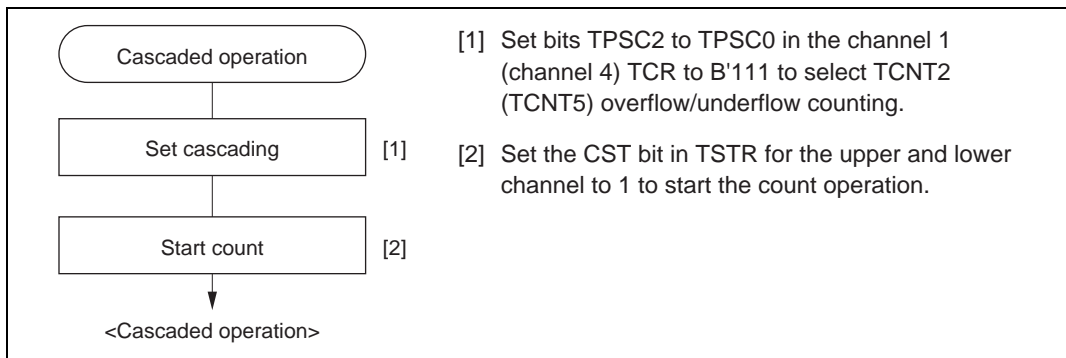 Cascaded operation
Set cascading [1]
Start count [2]
<Cascaded operation>
[1] Set bits TPSC2 to TPSC0 in the channel 1
(channel 4) TCR to B'111 to select TCNT2
(TCNT5) overflow/underflow counting.
[2] Set the CST bit in TSTR for the upper and lower
channel to 1 to start the count operation.